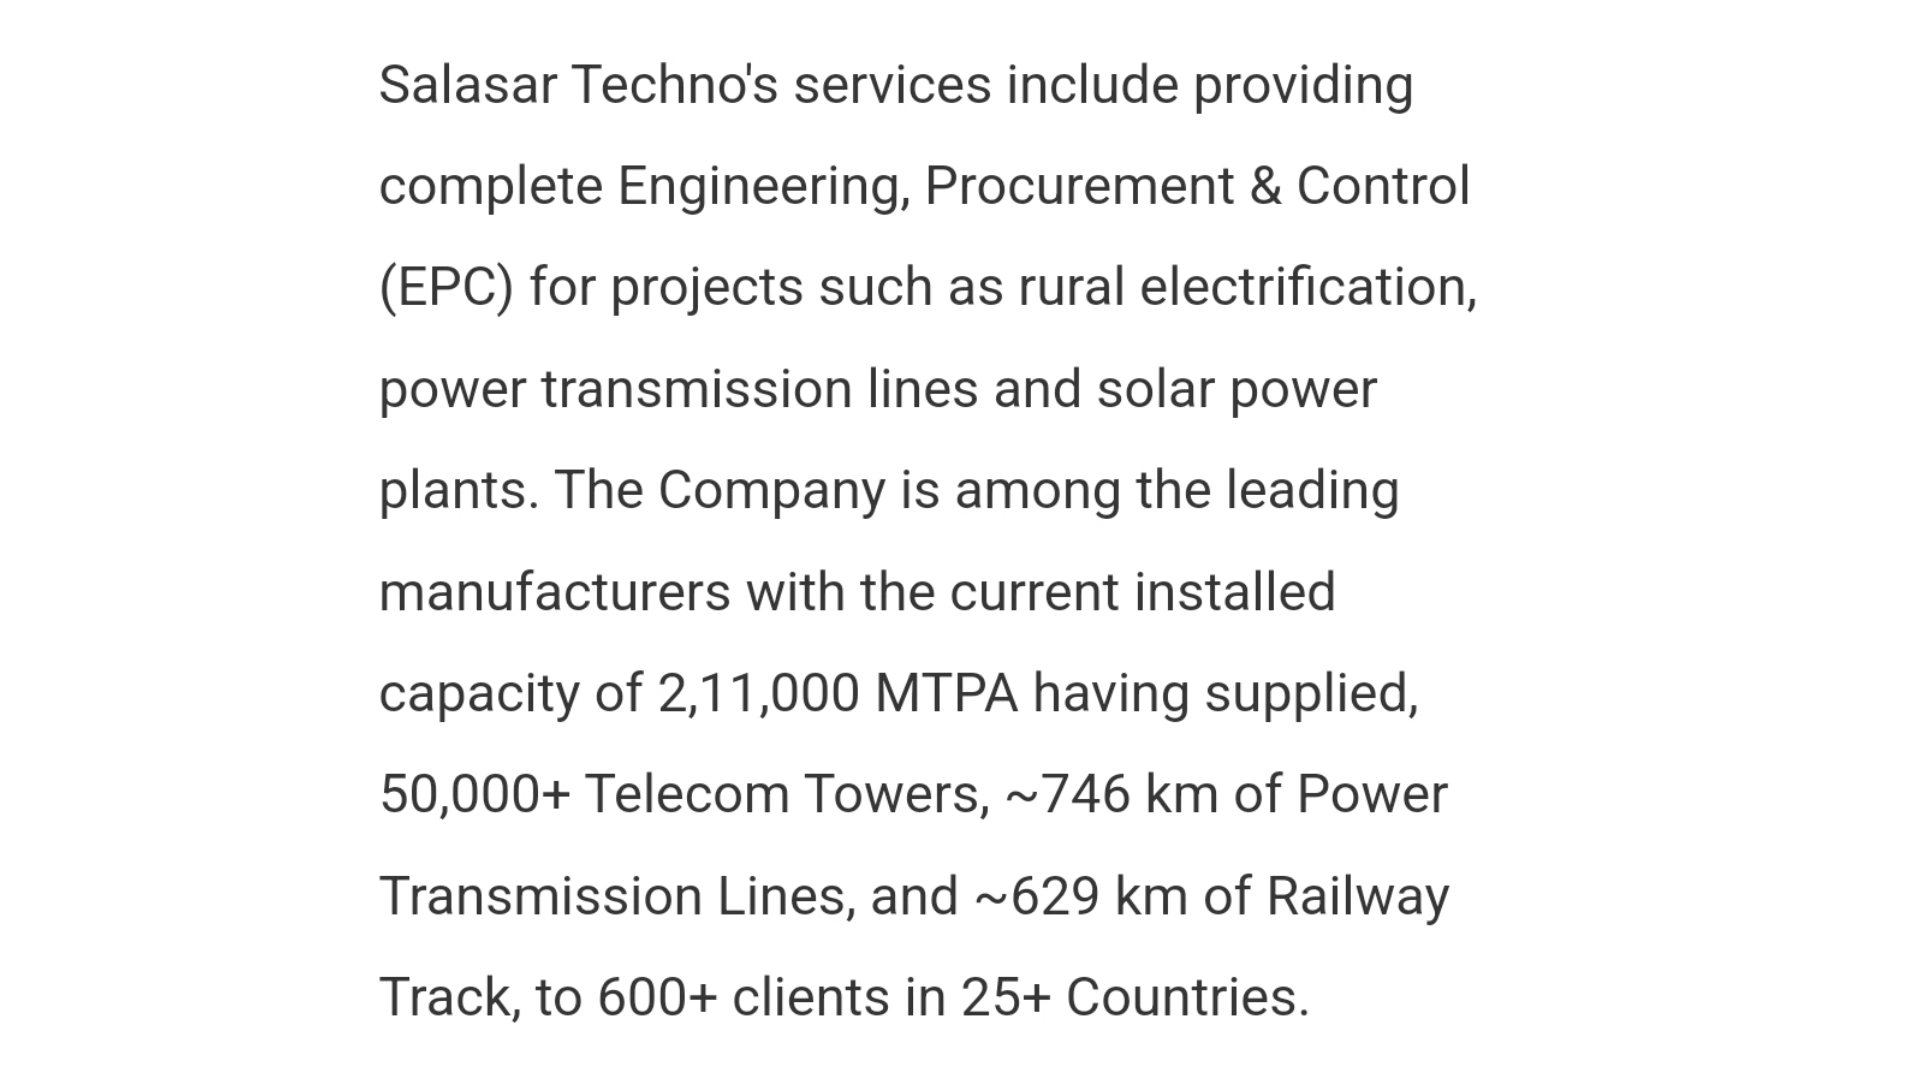 Salasar Techno's services include providing
complete Engineering, Procurement & Control
(EPC) for projects such as rural electrification,
power transmission lines and solar power
plants. The Company is among the leading
manufacturers with the current installed
capacity of 2,11,000 MTPA having supplied,
50,000+ Telecom Towers, ~746 km of Power
Transmission Lines, and ~629 km of Railway
Track, to 600+ clients in 25+ Countries.